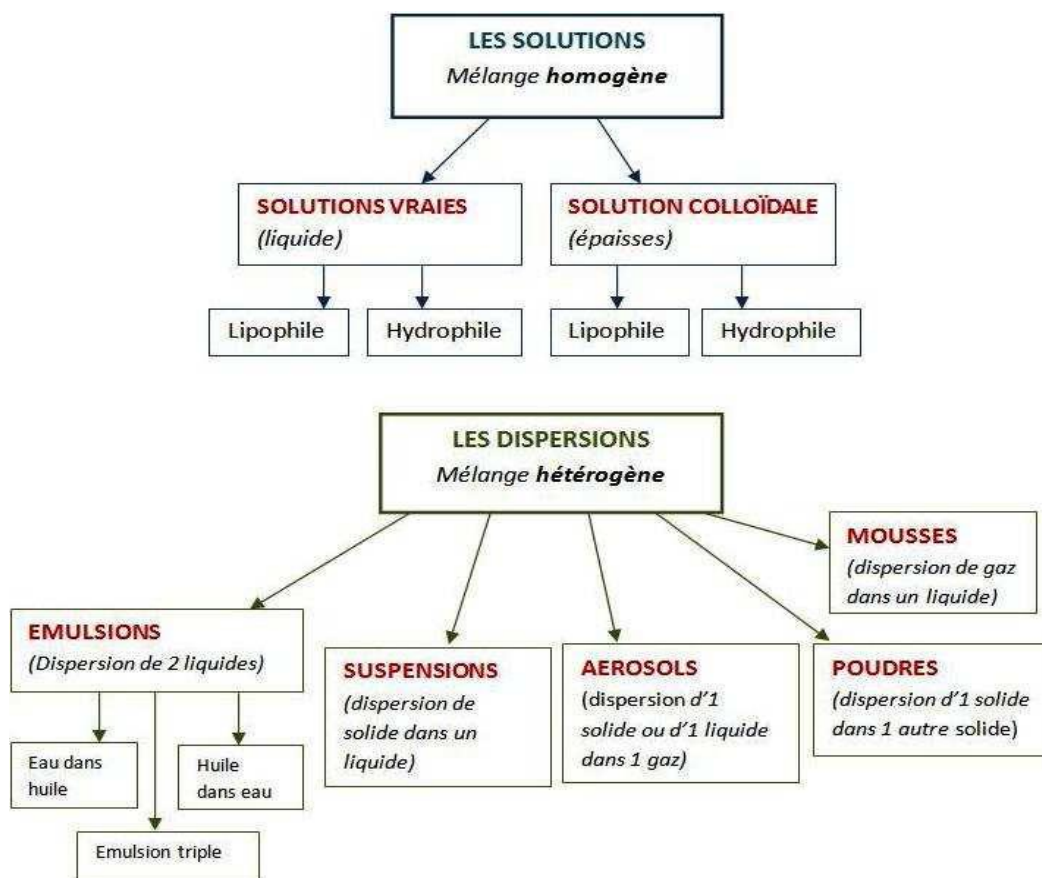 LES SOLUTIONS
Mélange homogène
SOLUTIONS VRAIES
(liquide)
SOLUTION COLLOÏDALE
(épaisses)
Lipophile
Hydrophile
Lipophile
Hydrophile
LES DISPERSIONS
Mélange hétérogène
MOUSSES
(dispersion de gaz
dans un liquide)
EMULSIONS
(Dispersion de 2 liquides)
SUSPENSIONS
(dispersion de
solide dans un
liquide)
AEROSOLS
(dispersion d'1
solide ou d'1 liquide
dans 1 gaz)
POUDRES
(dispersion d'1 solide
dans 1 autre solide)
Eau dans
huile
Huile
dans eau
Emulsion triple